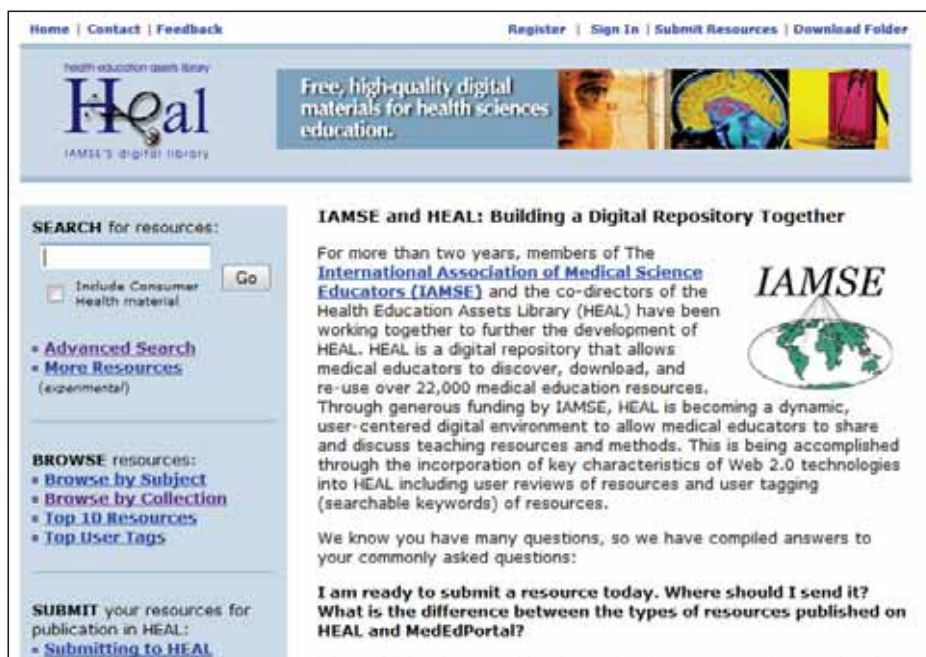 Home | Contact | Feedback
Register | Sign In | Submit Resources | Download Folder
health education assets library
Heal
IAMSE'S digital library
Free, high-quality digital
materials for health sciences
education.
SEARCH for resources:
Go
Include Consumer
Health material
Advanced Search
More Resources
(experimental)
BROWSE resources:
Browse by Subject
Browse by Collection
Top 10 Resources
Top User Tags
SUBMIT your resources for
publication in HEAL:
Submitting to HEAL
IAMSE and HEAL: Building a Digital Repository Together
For more than two years, members of The
International Association of Medical Science
Educators (IAMSE) and the co-directors of the
Health Education Assets Library (HEAL) have been
working together to further the development of
HEAL. HEAL is a digital repository that allows
medical educators to discover, download, and
re-use over 22,000 medical education resources.
Through generous funding by IAMSE, HEAL is becoming a dynamic,
user-centered digital environment to allow medical educators to share
and discuss teaching resources and methods. This is being accomplished
through the incorporation of key characteristics of Web 2.0 technologies
into HEAL including user reviews of resources and user tagging
(searchable keywords) of resources.
IAMSE
We know you have many questions, so we have compiled answers to
your commonly asked questions:
I am ready to submit a resource today. Where should I send it?
What is the difference between the types of resources published on
HEAL and MedEdPortal?